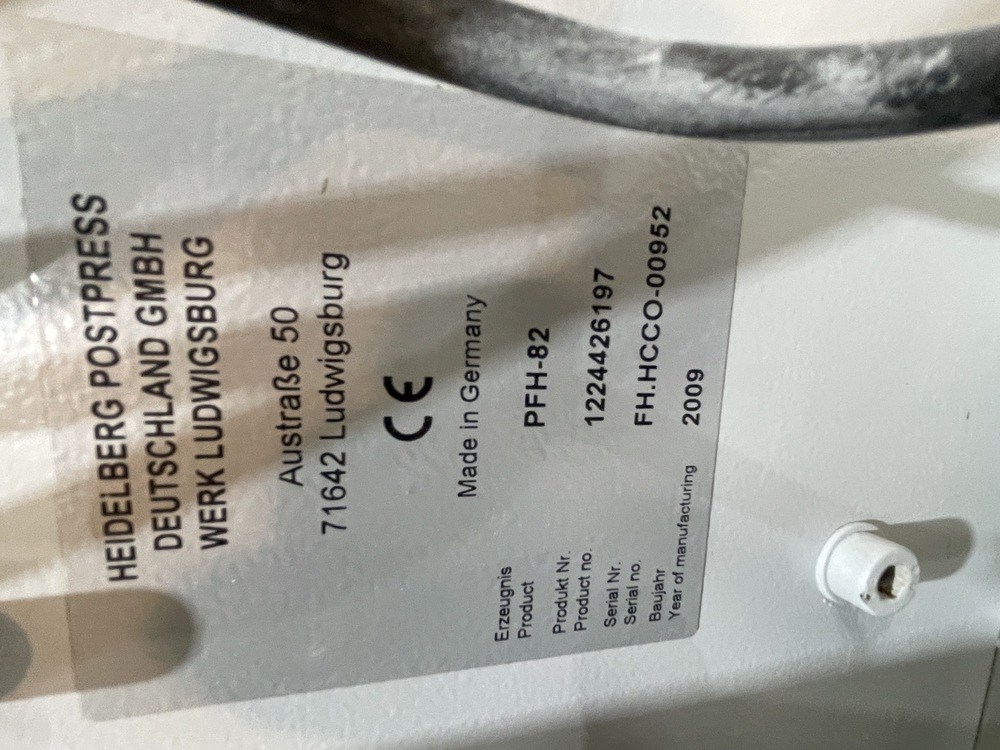 HEIDELBERG POSTPRESS
DEUTSCHLAND GMBH
WERK LUDWIGSBURG
Austraße 50
71642 Ludwigsburg
CE
Made in Germany
Erzeugnis
Product PFH-82
Produkt Nr.
Product no. 1224426197
Serial Nr.
Serial no. FH.HCCO-00952
Baujahr
Year of manufacturing 2009